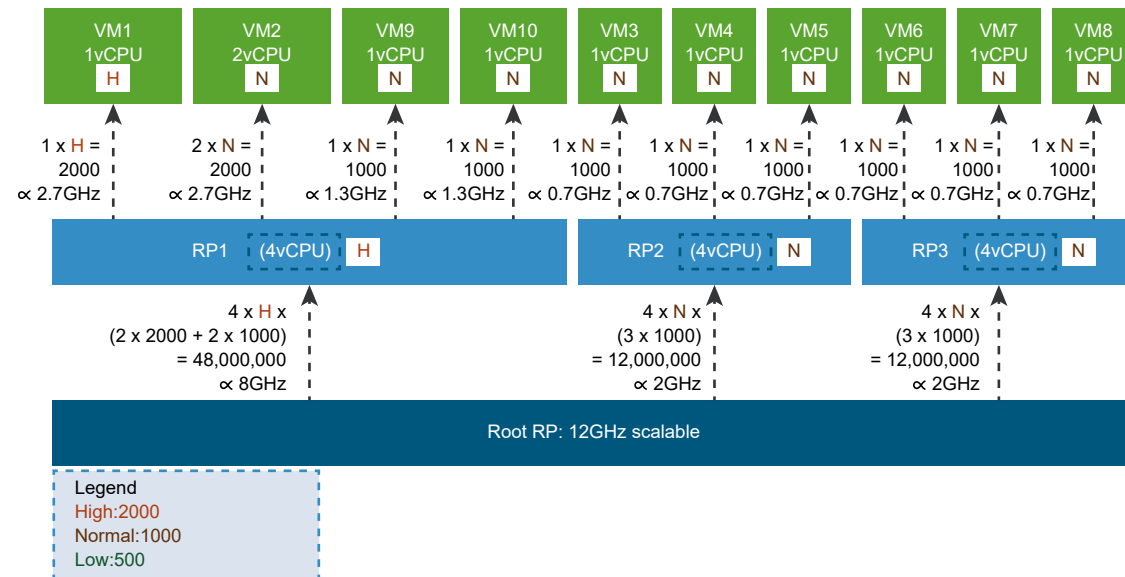 VM1
1vCPU
H
VM2
2vCPU
N
VM9
1vCPU
N
VM10
1vCPU
N
VM3
1vCPU
N
VM4
1vCPU
N
VM5
1vCPU
N
VM6
1vCPU
N
VM7
1vCPU
N
VM8
1vCPU
N
1 x H =
2000
∝ 2.7GHz
2 x N =
2000
∝ 2.7GHz
1 x N =
1000
∝ 1.3GHz
1 x N =
1000
∝ 1.3GHz
1 x N =
1000
∝ 0.7GHz
1 x N =
1000
∝ 0.7GHz
1 x N =
1000
∝ 0.7GHz
1 x N =
1000
∝ 0.7GHz
1 x N =
1000
∝ 0.7GHz
1 x N =
1000
∝ 0.7GHz
RP1 (4vCPU) H
RP2 (4vCPU) N
RP3 (4vCPU) N
4 x H x
(2 x 2000 + 2 x 1000)
= 48,000,000
∝ 8GHz
4 x N x
(3 x 1000)
= 12,000,000
∝ 2GHz
4 x N x
(3 x 1000)
= 12,000,000
∝ 2GHz
Root RP: 12GHz scalable
Legend
High:2000
Normal:1000
Low:500